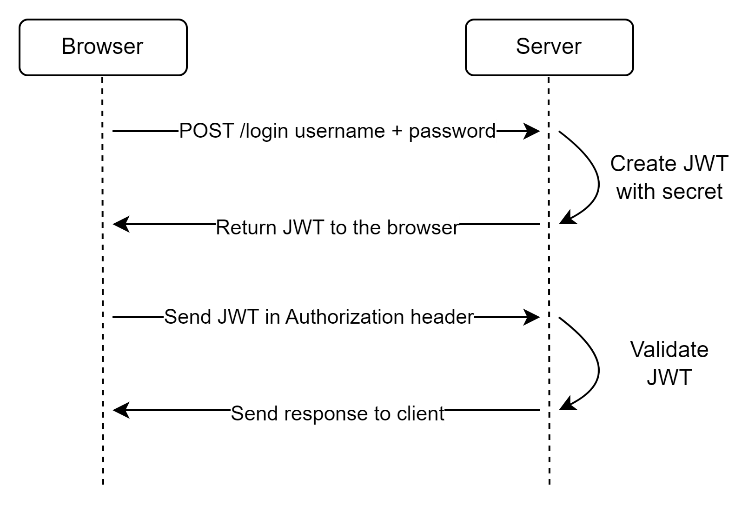 Browser
Server
POST /login username + password
Create JWT
with secret
Return JWT to the browser
Send JWT in Authorization header
Validate
JWT
Send response to client